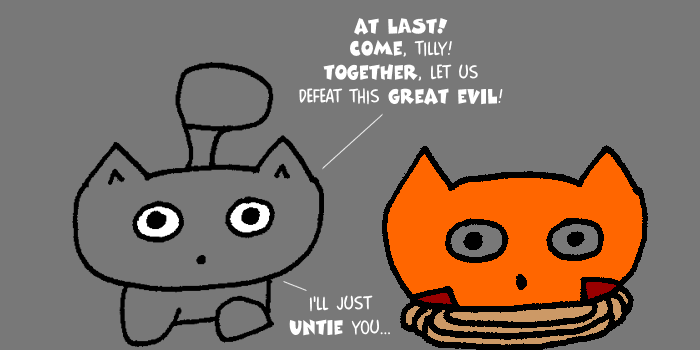 AT LAST!
COME, TILLY!
TOGETHER, LET US
DEFEAT THIS GREAT EVIL!
I'LL JUST
UNTIE YOU...